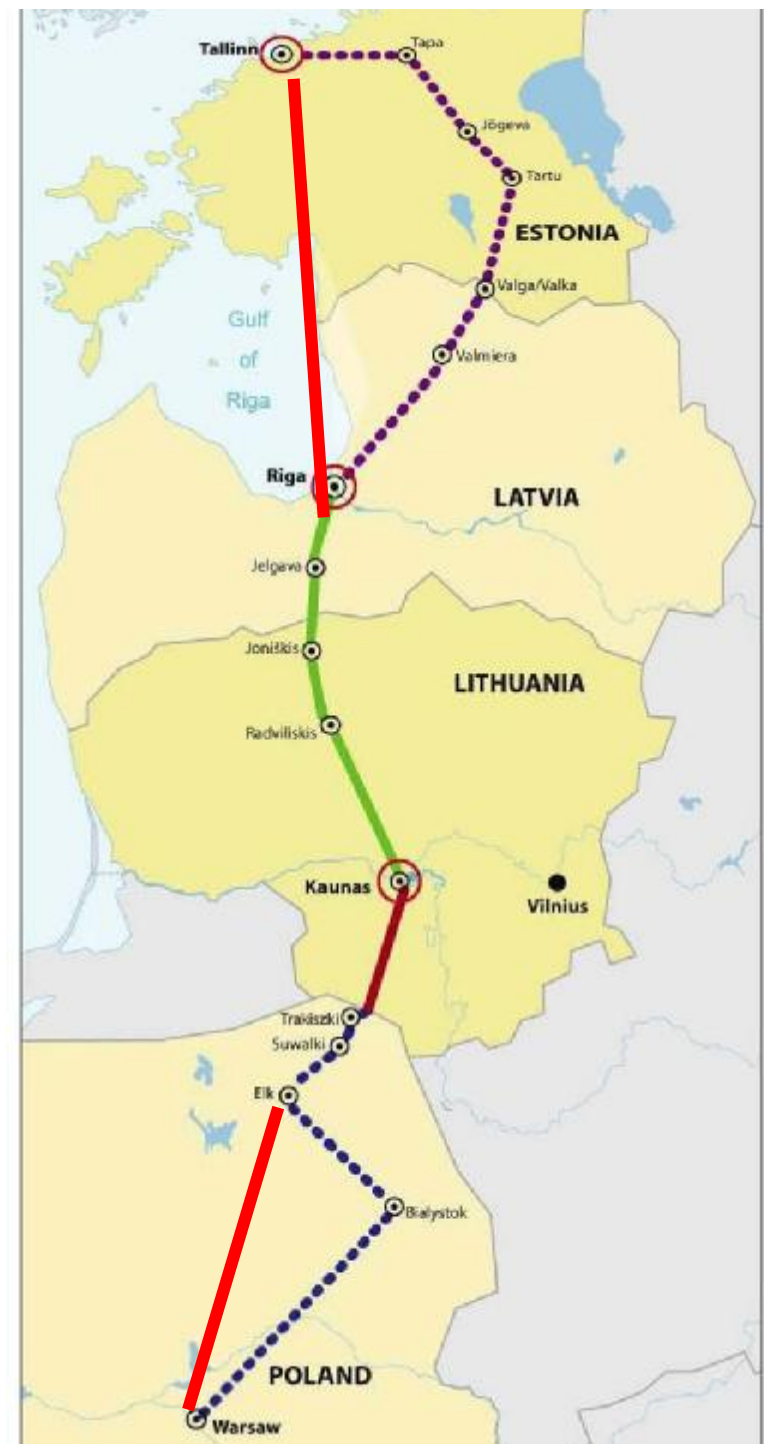 Tallinn
Tapa
Jõgeva
Tartu
ESTONIA
Valga/Valka
Gulf
of
Riga
Valmiera
Riga
LATVIA
Jelgava
Joniškis
LITHUANIA
Radviliskis
Kaunas
Vilnius
Trakiszki
Suwalki
Elk
Bialystok
POLAND
Warsaw